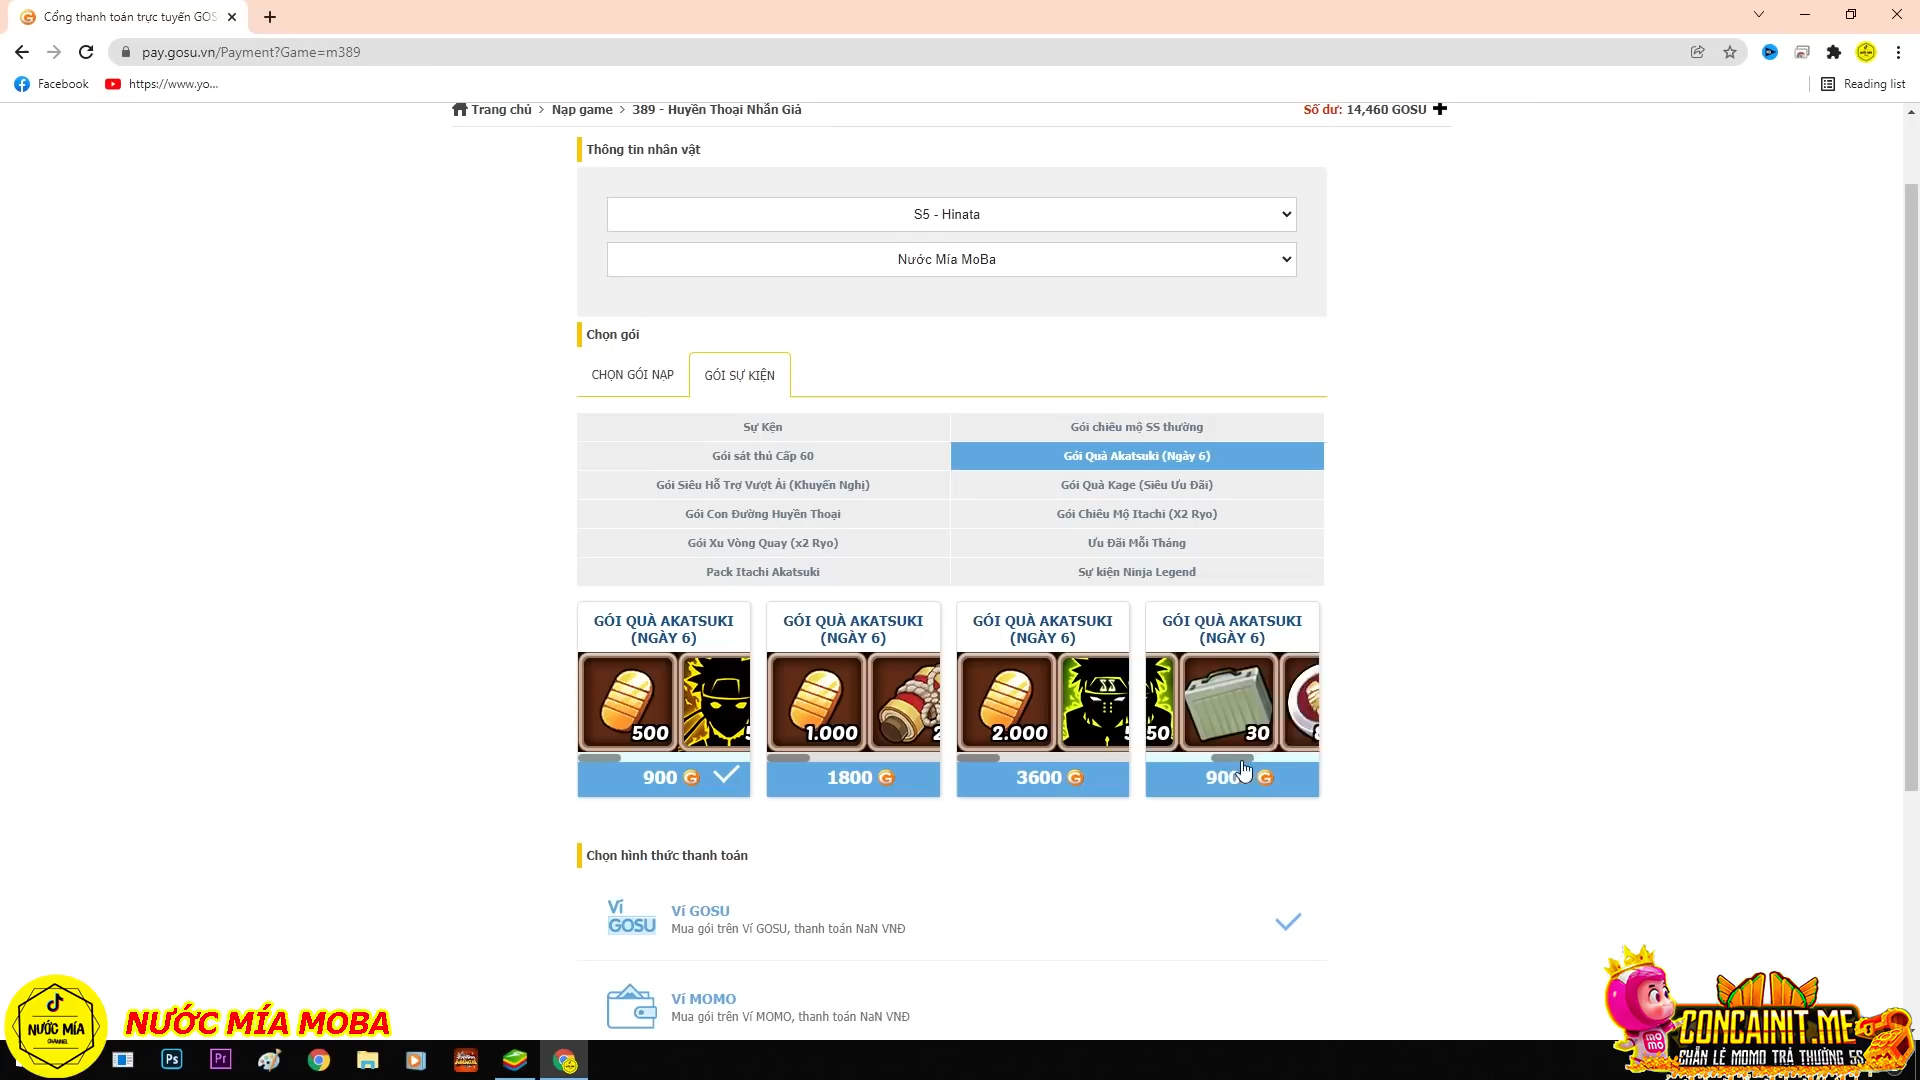 Cổng thanh toán trực tuyến GOS
pay.gosu.vn/Payment?Game=m389
Facebook
https://www.yo...
Reading list
Trang chủ > Nạp game > 389 - Huyền Thoại Nhẫn Giả
Số dư: 14,460 GOSU
Thông tin nhân vật
S5 - Hinata
Nước Mía MoBa
Chọn gói
CHỌN GÓI NẠP
GÓI SỰ KIỆN
Sự Kện
Gói chiêu mộ SS thường
Gói sát thủ Cấp 60
Gói Quà Akatsuki (Ngày 6)
Gói Siêu Hỗ Trợ Vượt Ải (Khuyến Nghị)
Gói Quà Kage (Siêu Ưu Đãi)
Gói Con Đường Huyền Thoại
Gói Chiêu Mộ Itachi (X2 Ryo)
Gói Xu Vòng Quay (x2 Ryo)
Ưu Đãi Mỗi Tháng
Pack Itachi Akatsuki
Sự kiện Ninja Legend
GÓI QUÀ AKATSUKI
(NGÀY 6)
500
900 G
GÓI QUÀ AKATSUKI
(NGÀY 6)
1.000
1800 G
GÓI QUÀ AKATSUKI
(NGÀY 6)
2.000
SS
3600 G
GÓI QUÀ AKATSUKI
(NGÀY 6)
50
30
900 G
Chọn hình thức thanh toán
Ví GOSU
Ví GOSU
Mua gói trên Ví GOSU, thanh toán NaN VNĐ
Ví MOMO
Mua gói trên Ví MOMO, thanh toán NaN VNĐ
NƯỚC MÍA
CHANNEL
NƯỚC MÍA MOBA
Ps
Pr
mo
mo
CONCAINIT.ME
CHẴN LẺ MOMO TRẢ THƯỞNG 5S